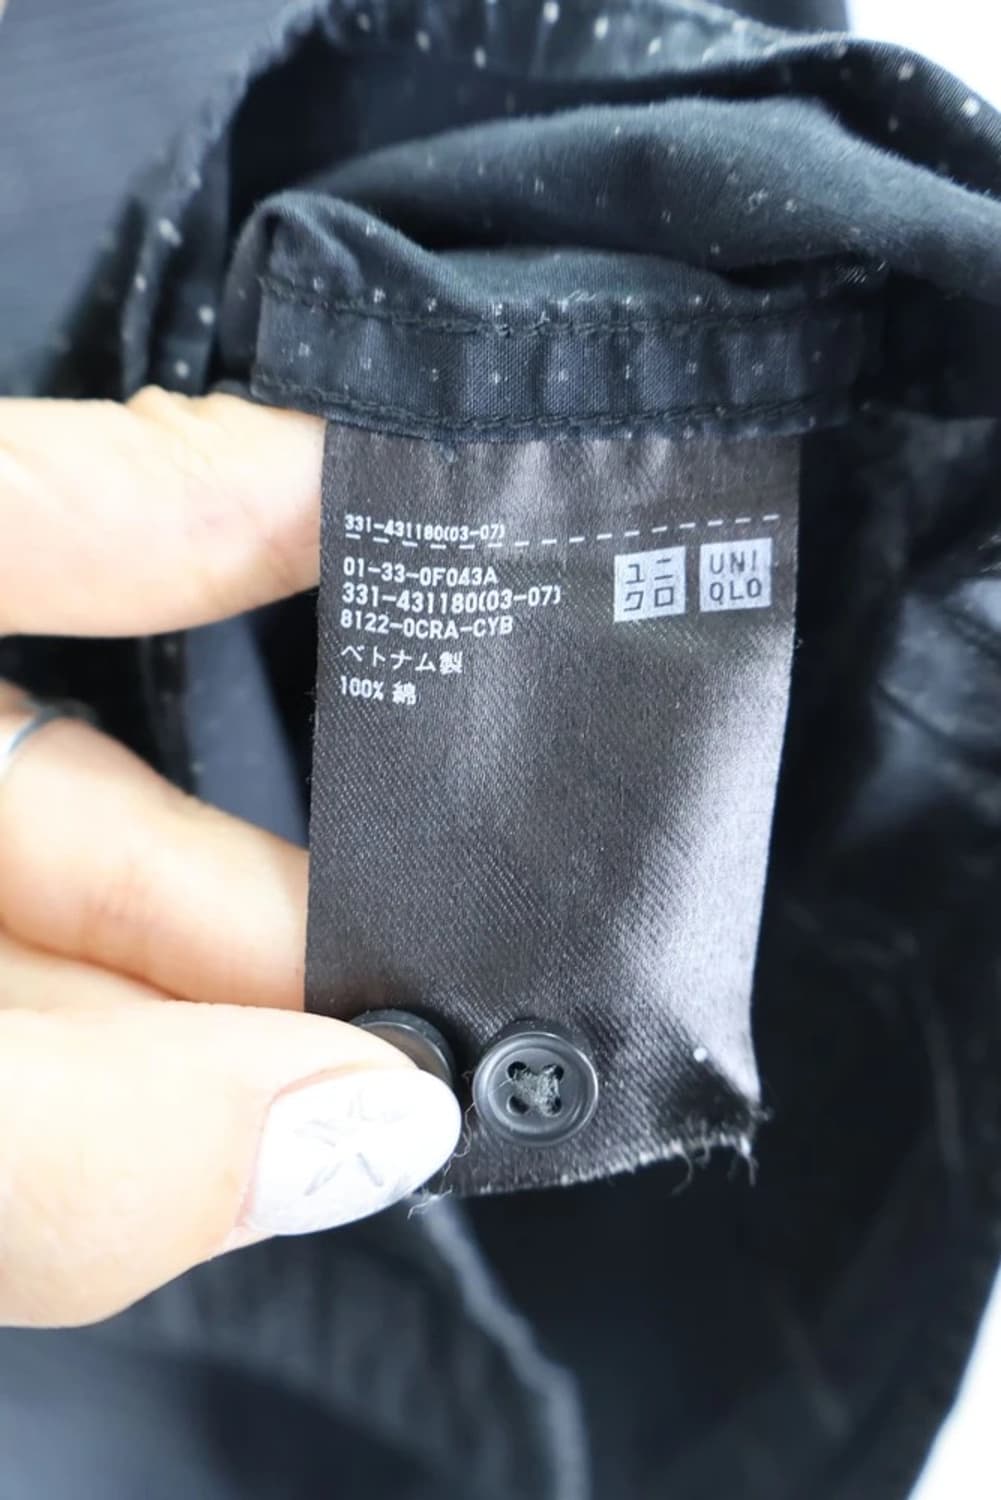 331-431180(03-07)
01-33-0F043A
331-431180(03-07)
8122-0CRA-CYB
ベトナム製
100% 綿
ユニ
クロ
UNI
QLO